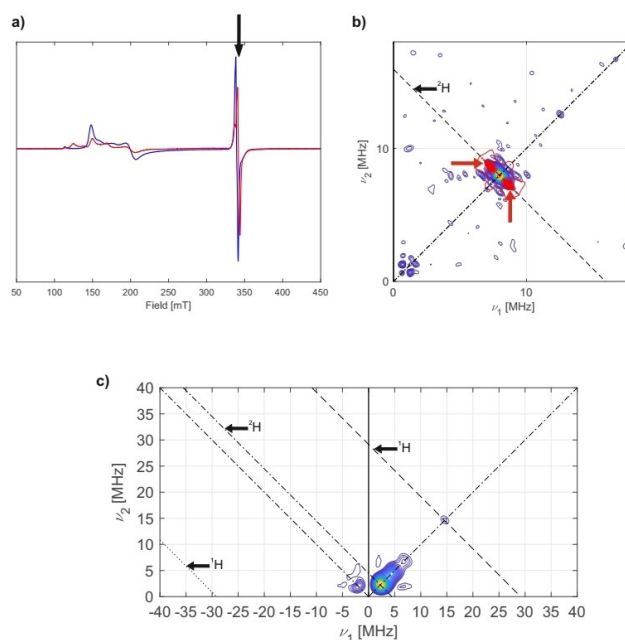 a)
50
100
150
200
250
300
350
400
450
Field [mT]
b)
²H
10
0
ν₂ [MHz]
0
10
ν₁ [MHz]
c)
40
35
30
25
20
15
10
5
0
ν₂ [MHz]
²H
¹H
¹H
-40 -35 -30 -25 -20 -15 -10 -5 0 5 10 15 20 25 30 35 40
ν₁ [MHz]